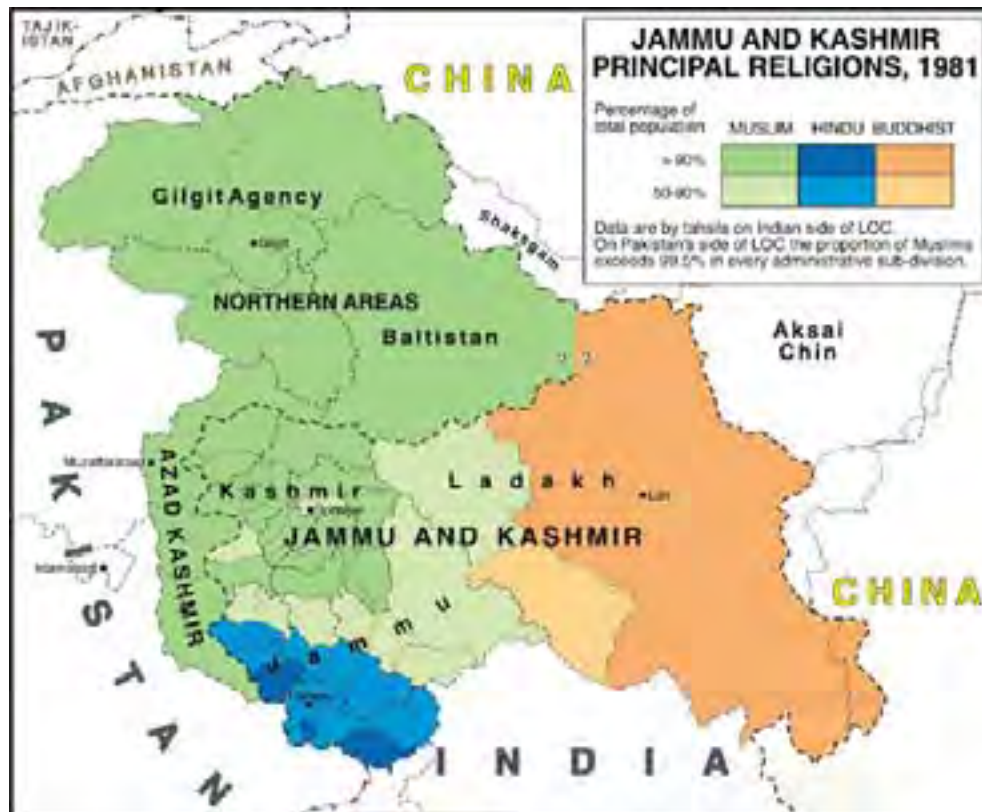 TAJIK-
ISTAN
AFGHANISTAN
CHINA
JAMMU AND KASHMIR
PRINCIPAL RELIGIONS, 1981
Percentage of
total population
MUSLIM HINDU BUDDHIST
> 90%
50-90%
Data are by tahsils on Indian side of LOC.
On Pakistan's side of LOC the proportion of Muslims
exceeds 99.5% in every administrative sub-division.
Gilgit Agency
Gilgit
Shaksgam
NORTHERN AREAS
Baltistan
Aksai
Chin
PAKISTAN
Muzaffarabad
AZAD KASHMIR
Kashmir
Srinagar
Ladakh
Leh
JAMMU AND KASHMIR
Islamabad
CHINA
Jammu
INDIA